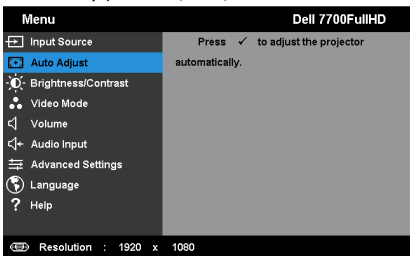 Menu Dell 7700FullHD
Input Source
Press ✓ to adjust the projector
Auto Adjust
automatically.
Brightness/Contrast
Video Mode
Volume
Audio Input
Advanced Settings
Language
? Help
Resolution : 1920 x 1080